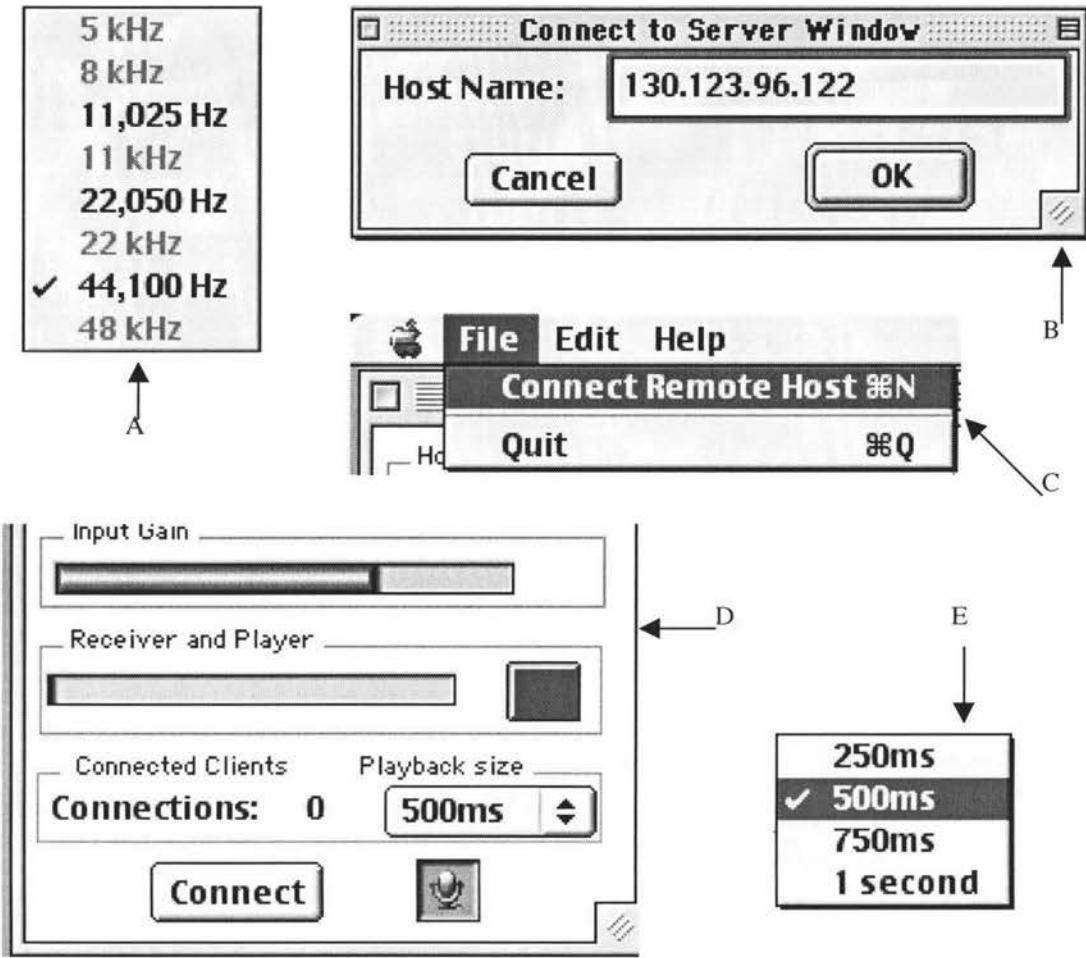 5 kHz
8 kHz
11,025 Hz
11 kHz
22,050 Hz
22 kHz
✓ 44,100 Hz
48 kHz
A
Connect to Server Window
Host Name: 130.123.96.122
Cancel OK
B
File Edit Help
Connect Remote Host ⌘N
Quit ⌘Q
Ho
C
Input Gain
Receiver and Player
Connected Clients Playback size
Connections: 0 500ms
Connect
D
E
250ms
✓ 500ms
750ms
1 second